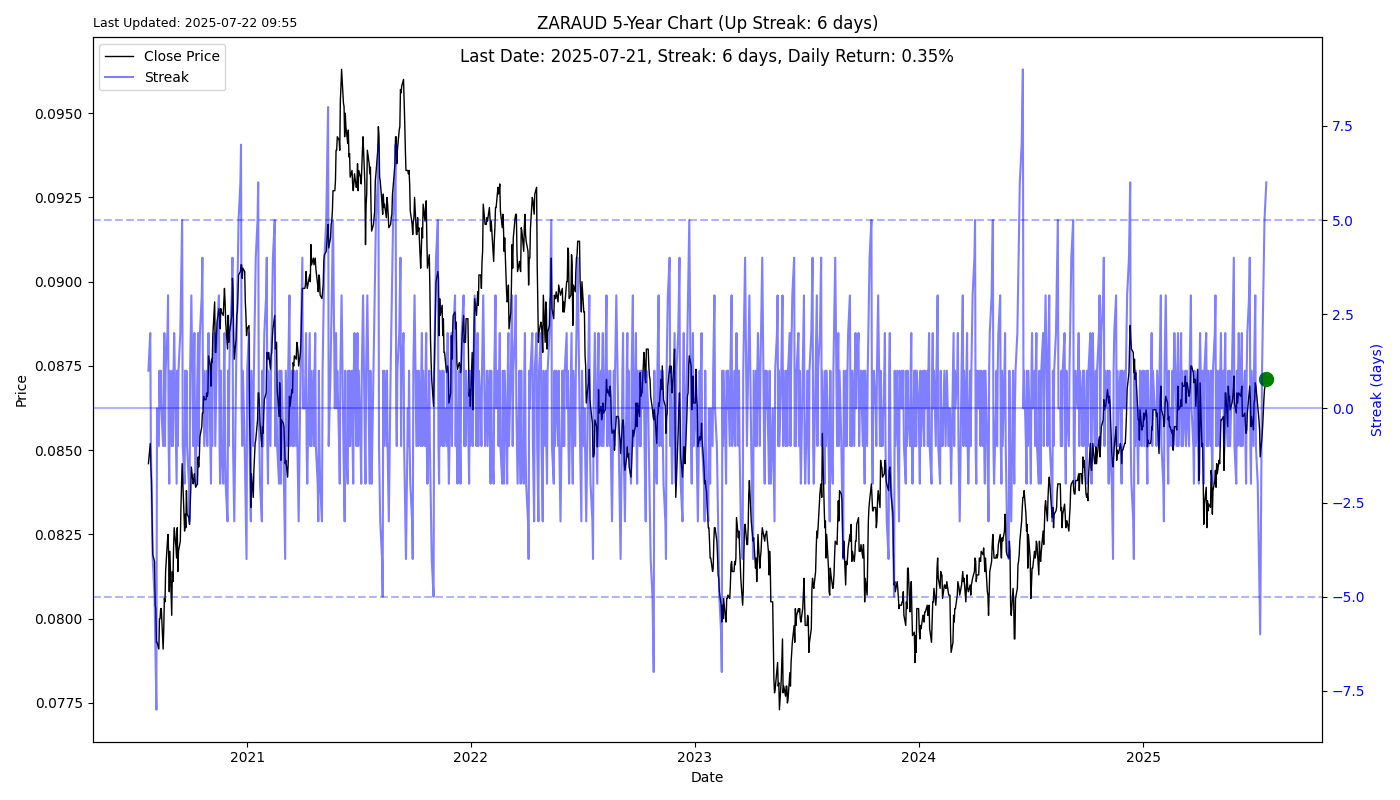 Last Updated: 2025-07-22 09:55
ZARAUD 5-Year Chart (Up Streak: 6 days)
Last Date: 2025-07-21, Streak: 6 days, Daily Return: 0.35%
Close Price
Streak
0.0950
0.0925
0.0900
0.0875
0.0850
0.0825
0.0800
0.0775
Price
7.5
5.0
2.5
0.0
−2.5
−5.0
−7.5
Streak (days)
2021
2022
2023
2024
2025
Date